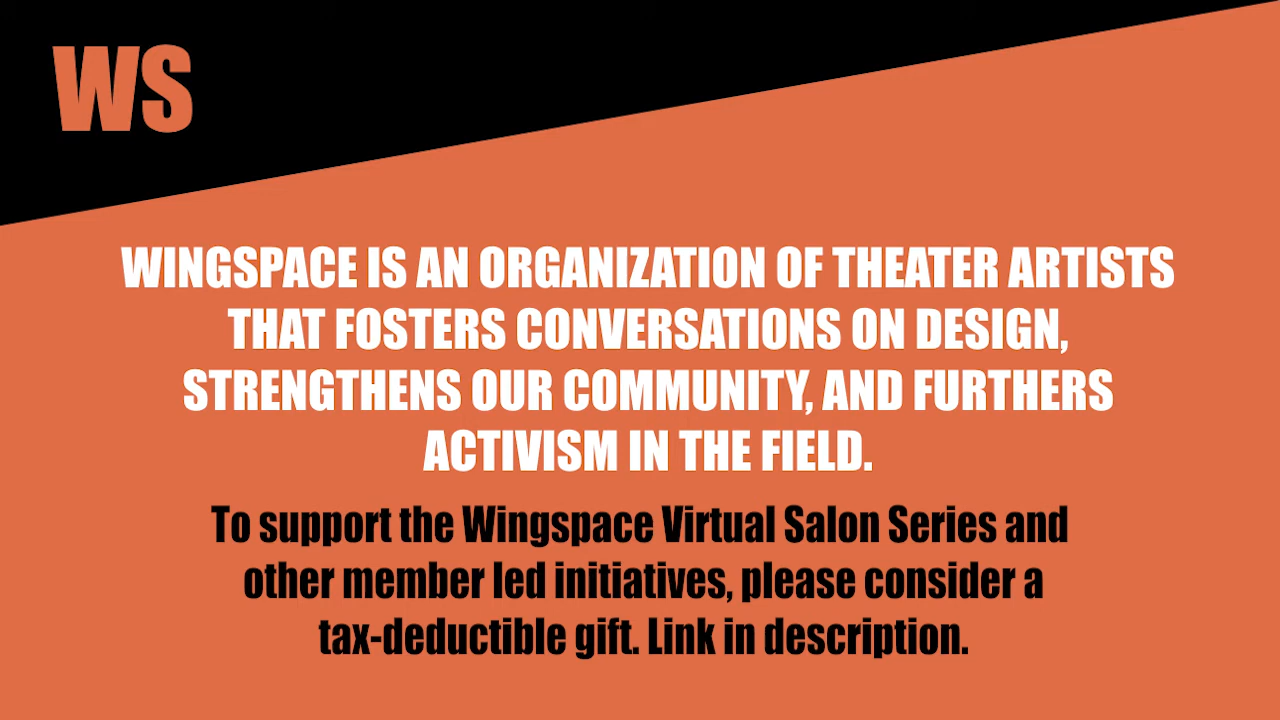 WS
WINGSPACE IS AN ORGANIZATION OF THEATER ARTISTS
THAT FOSTERS CONVERSATIONS ON DESIGN,
STRENGTHENS OUR COMMUNITY, AND FURTHERS
ACTIVISM IN THE FIELD.
To support the Wingspace Virtual Salon Series and
other member led initiatives, please consider a
tax-deductible gift. Link in description.